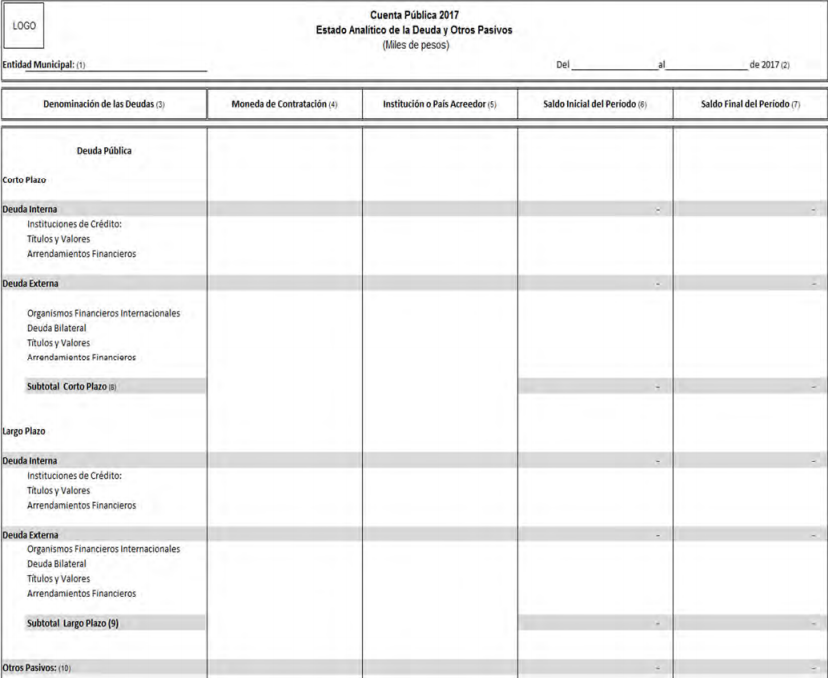 LOGO
Cuenta Pública 2017
Estado Analítico de la Deuda y Otros Pasivos
(Miles de pesos)
Entidad Municipal: (1) Del al de 2017 (2)
Denominación de las Deudas (3) Moneda de Contratación (4) Institución o País Acreedor (5) Saldo Inicial del Período (6) Saldo Final del Período (7)
Deuda Pública
Corto Plazo
Deuda Interna - -
Instituciones de Crédito:
Títulos y Valores
Arrendamientos Financieros
Deuda Externa - -
Organismos Financieros Internacionales
Deuda Bilateral
Títulos y Valores
Arrendamientos Financieros
Subtotal Corto Plazo (8) - -
Largo Plazo
Deuda Interna - -
Instituciones de Crédito:
Títulos y Valores
Arrendamientos Financieros
Deuda Externa - -
Organismos Financieros Internacionales
Deuda Bilateral
Títulos y Valores
Arrendamientos Financieros
Subtotal Largo Plazo (9) - -
Otros Pasivos: (10) - -